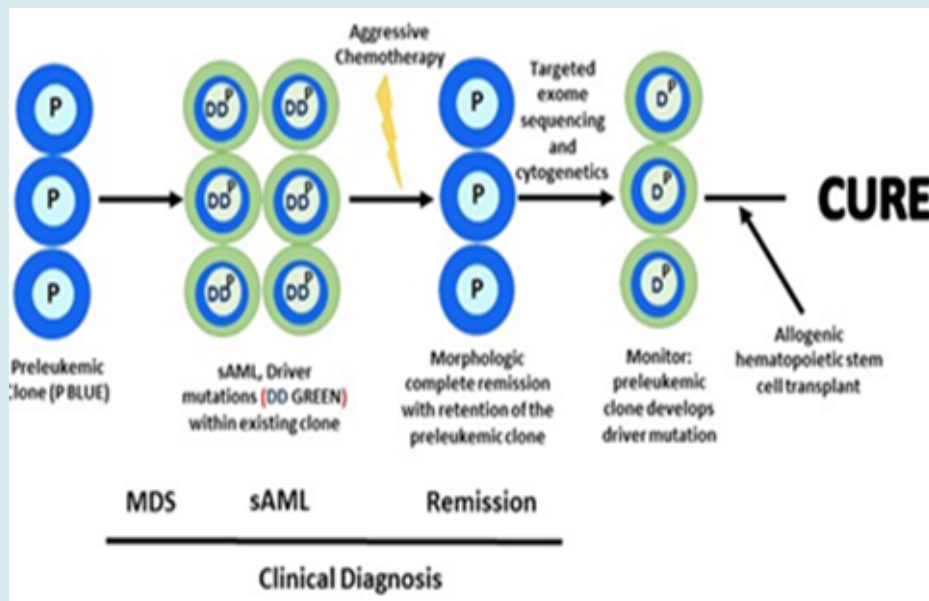 P
P
P
Preleukemic
Clone (P BLUE)
DD P
DD P
DD P
DD P
DD P
DD P
sAML, Driver
mutations (DD GREEN)
within existing clone
Aggressive
Chemotherapy
P
P
P
Morphologic
complete remission
with retention of the
preleukemic clone
Targeted
exome
sequencing
and
cytogenetics
D P
D P
D P
Monitor:
preleukemic
clone develops
driver mutation
CURE
Allogenic
hematopoietic stem
cell transplant
MDS
sAML
Remission
Clinical Diagnosis